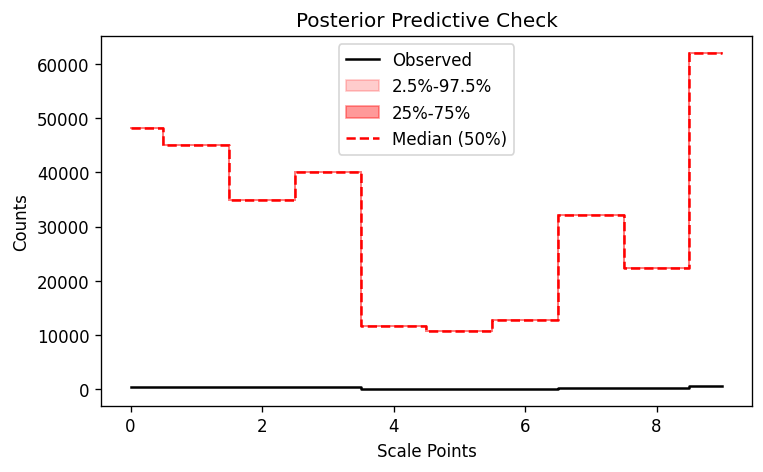 Posterior Predictive Check
Observed
2.5%-97.5%
25%-75%
Median (50%)
60000
50000
40000
30000
20000
10000
0
Counts
0 2 4 6 8
Scale Points